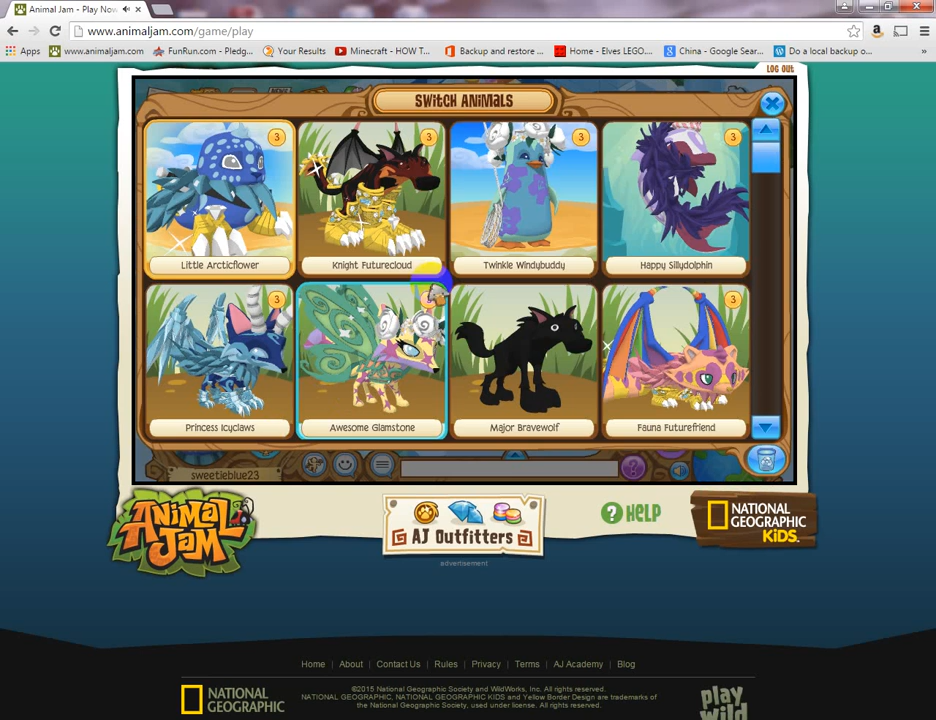 Animal Jam - Play Now
www.animaljam.com/game/play
Apps www.animaljam.com FunRun.com - Pledg... Your Results Minecraft - HOW T... Backup and restore ... Home - Elves LEGO.... China - Google Sear... Do a local backup o... »
LOG OUT
SWITCH ANIMALS
3 3 3 3
Little Arcticflower Knight Futurecloud Twinkle Windybuddy Happy Sillydolphin
3 3
Princess Icyclaws Awesome Glamstone Major Bravewolf Fauna Futurefriend
sweetieblue23
ANIMAL JAM
AJ Outfitters
? HELP
NATIONAL GEOGRAPHIC KiDS
advertisement
Home | About | Contact Us | Rules | Privacy | Terms | AJ Academy | Blog
NATIONAL GEOGRAPHIC
©2015 National Geographic Society and WildWorks, Inc. All rights reserved.
NATIONAL GEOGRAPHIC, NATIONAL GEOGRAPHIC KIDS and Yellow Border Design are trademarks of
the National Geographic Society, used under license. All rights reserved.
play wild